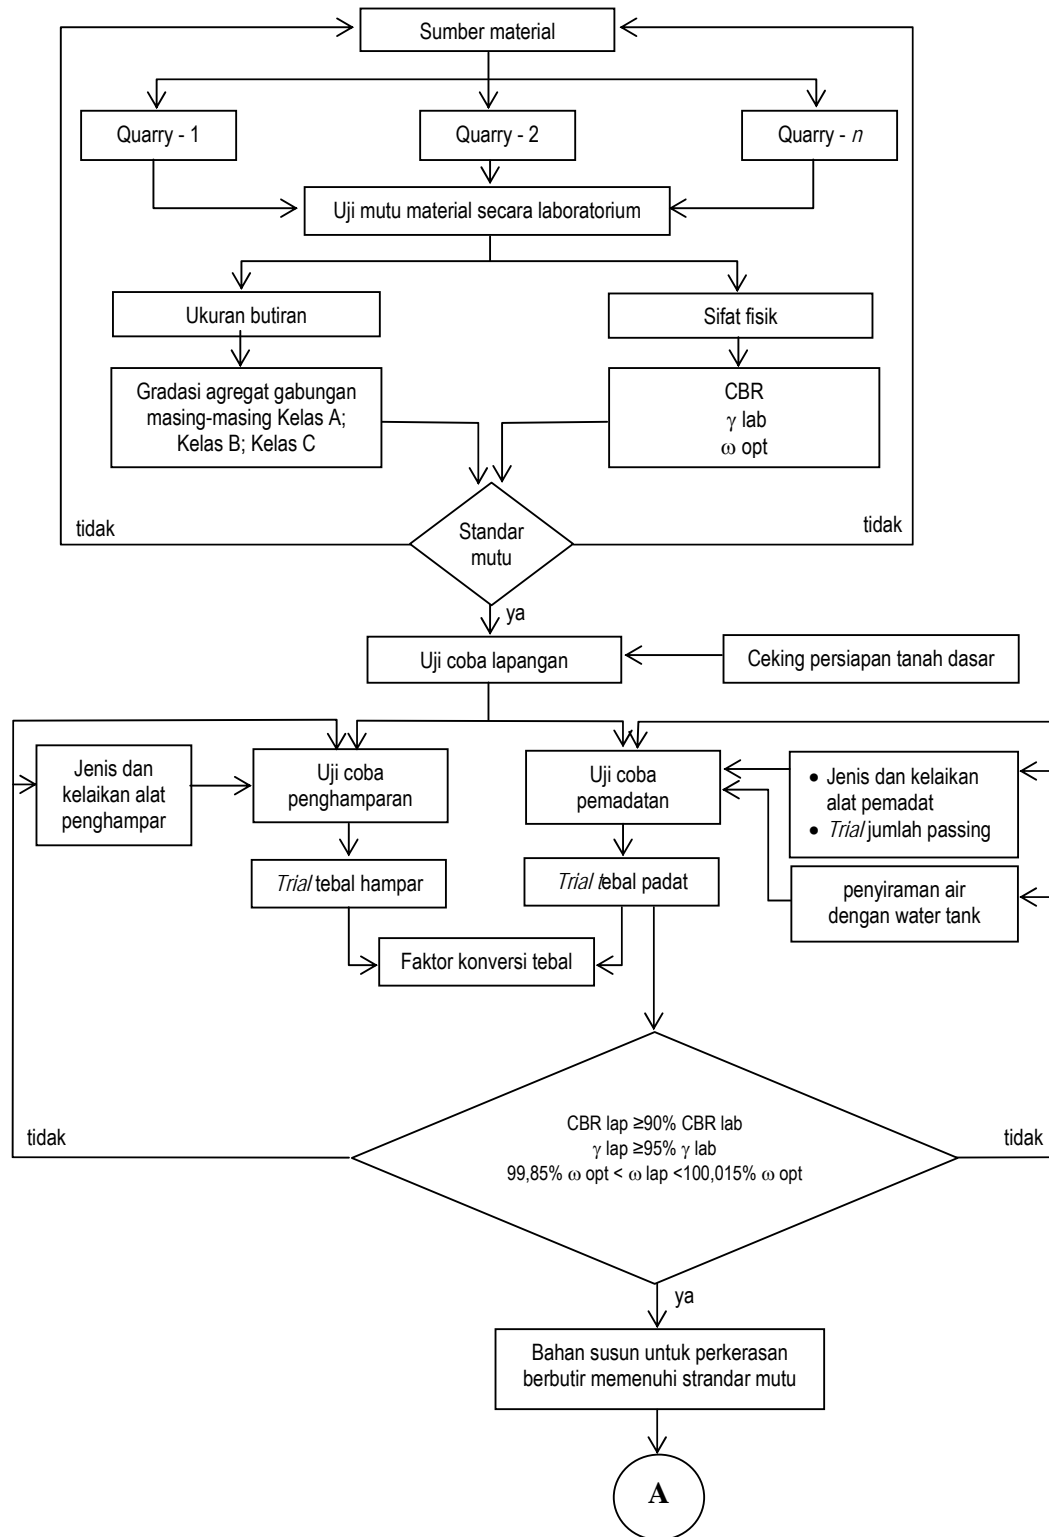 Sumber material
Quarry - 1
Quarry - 2
Quarry - n
Uji mutu material secara laboratorium
Ukuran butiran
Sifat fisik
Gradasi agregat gabungan
masing-masing Kelas A;
Kelas B; Kelas C
CBR
γ lab
ω opt
tidak
Standar
mutu
tidak
ya
Uji coba lapangan
Ceking persiapan tanah dasar
Jenis dan
kelaikan alat
penghampar
Uji coba
penghamparan
Uji coba
pemadatan
• Jenis dan kelaikan
alat pemadat
• Trial jumlah passing
Trial tebal hampar
Trial tebal padat
penyiraman air
dengan water tank
Faktor konversi tebal
tidak
CBR lap ≥90% CBR lab
γ lap ≥95% γ lab
99,85% ω opt < ω lap <100,015% ω opt
tidak
ya
Bahan susun untuk perkerasan
berbutir memenuhi strandar mutu
A